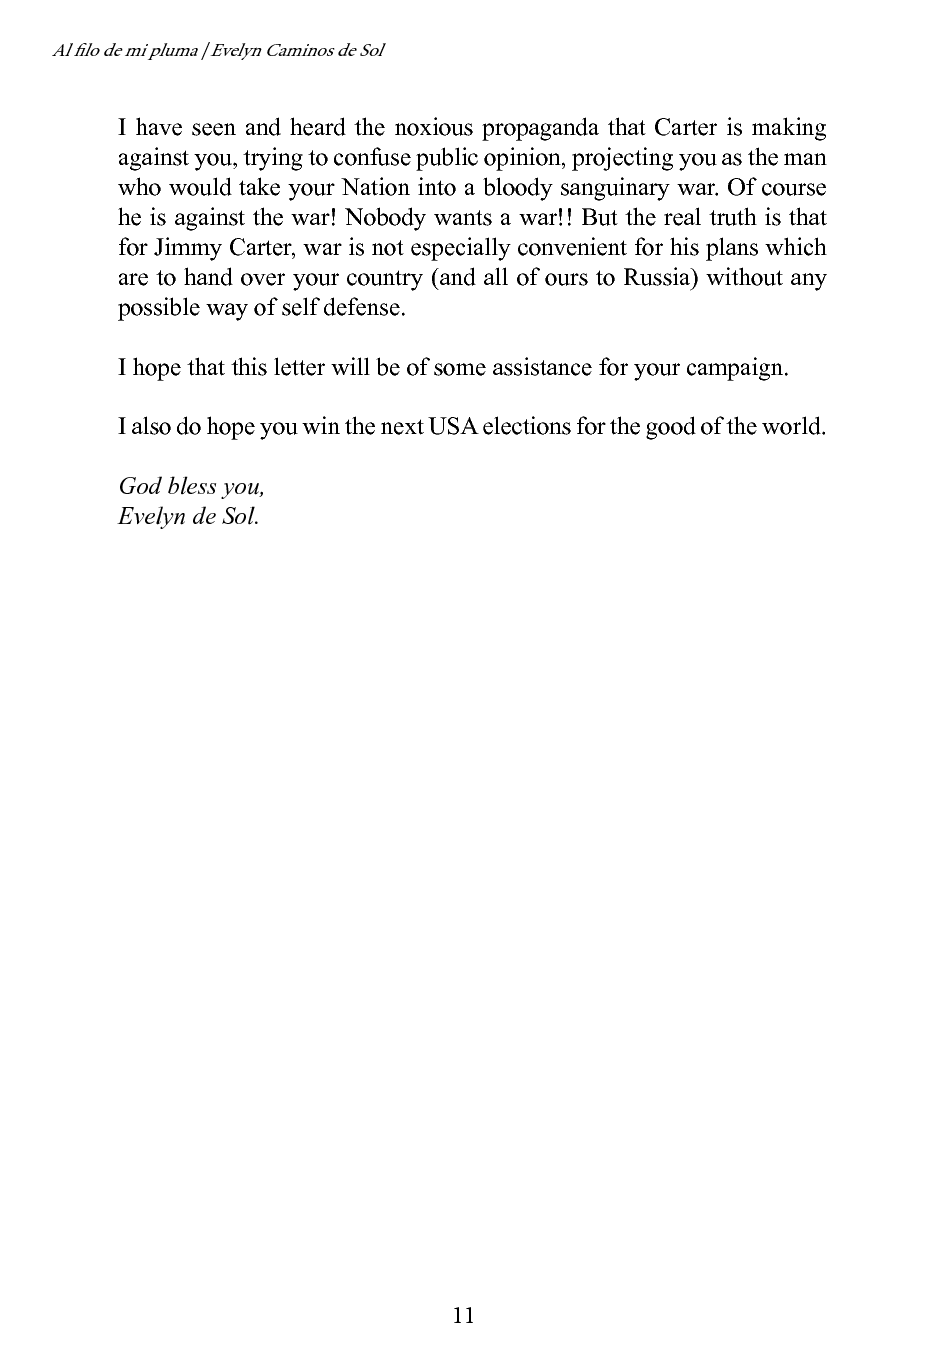 Al filo de mi pluma | Evelyn Caminos de Sol
I have seen and heard the noxious propaganda that Carter is making
against you, trying to confuse public opinion, projecting you as the man
who would take your Nation into a bloody sanguinary war. Of course
he is against the war! Nobody wants a war!! But the real truth is that
for Jimmy Carter, war is not especially convenient for his plans which
are to hand over your country (and all of ours to Russia) without any
possible way of self defense.
I hope that this letter will be of some assistance for your campaign.
I also do hope you win the next USA elections for the good of the world.
God bless you,
Evelyn de Sol.
11